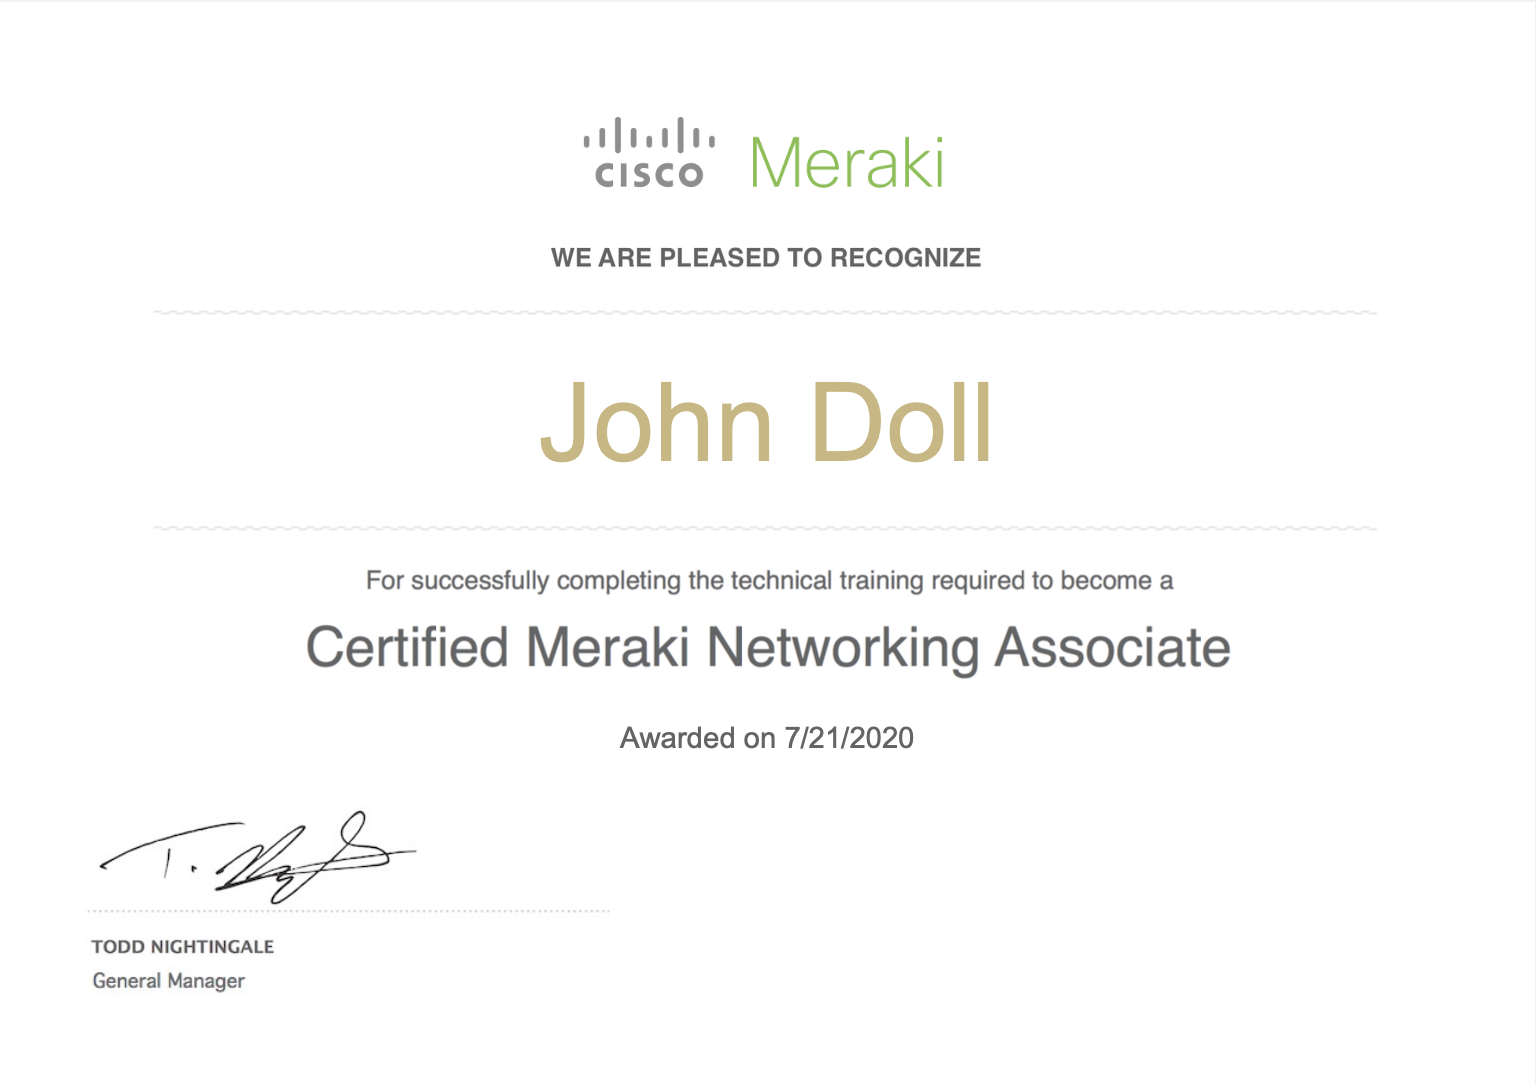 CISCO Meraki
WE ARE PLEASED TO RECOGNIZE
John Doll
For successfully completing the technical training required to become a
Certified Meraki Networking Associate
Awarded on 7/21/2020
TODD NIGHTINGALE
General Manager